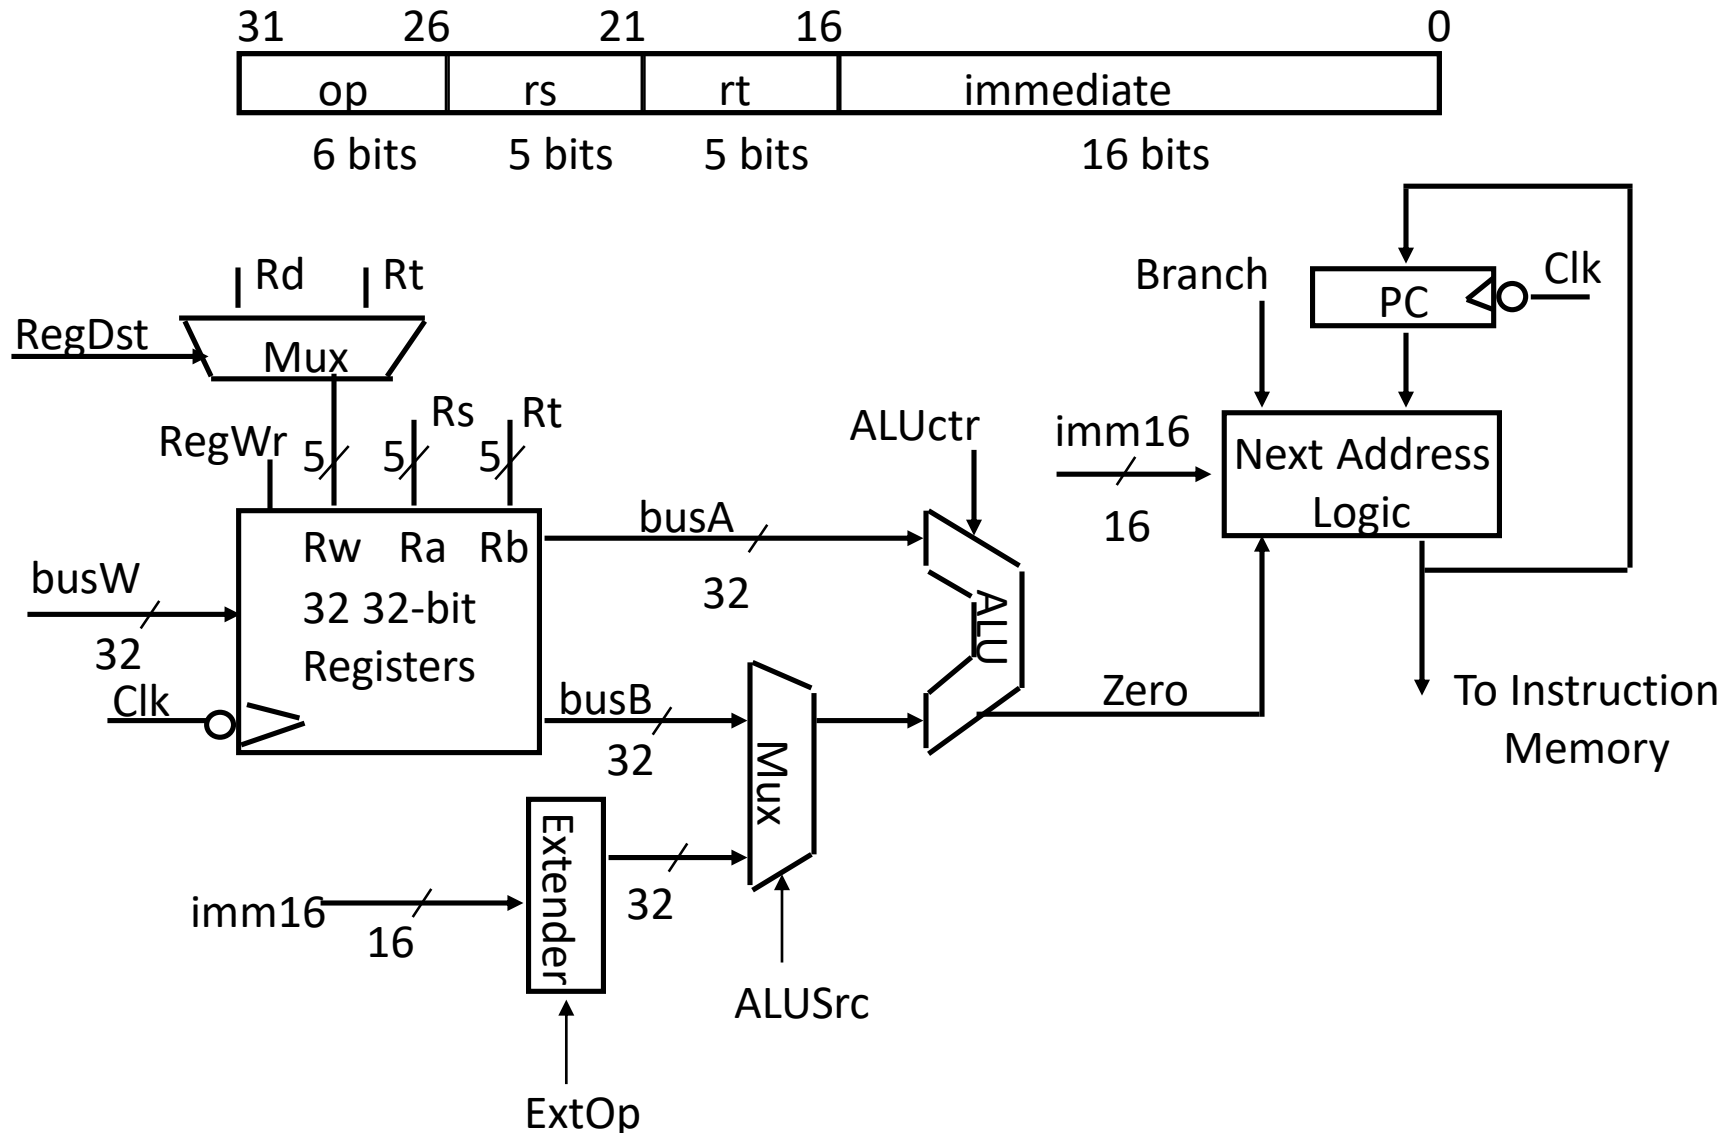 31 26 21 16 0
op rs rt immediate
6 bits 5 bits 5 bits 16 bits
Rd Rt
RegDst
Mux
Branch
Clk
PC
RegWr
5
5
Rs
5
Rt
ALUctr
imm16
16
Next Address
Logic
busW
32
Clk
Rw Ra Rb
32 32-bit
Registers
busA
32
busB
32
ALU
Mux
Zero
To Instruction
Memory
imm16
16
Extender
32
ALUSrc
ExtOp